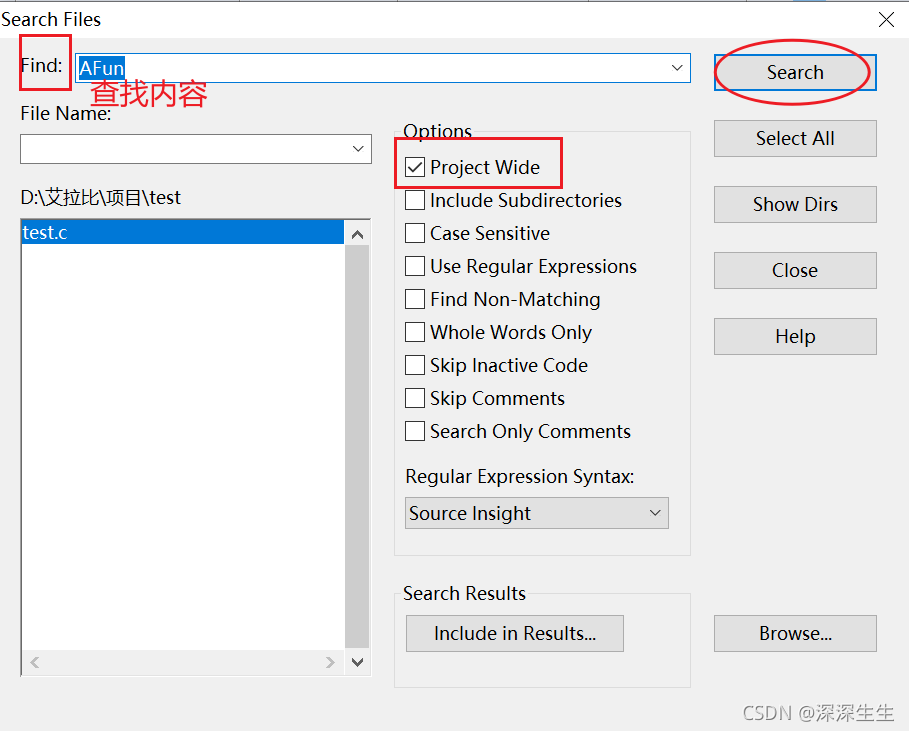 Search Files
Find:
AFun
查找内容
Search
File Name:
Options
Select All
Project Wide
D:\艾拉比\项目\test
Include Subdirectories
Show Dirs
test.c
Case Sensitive
Use Regular Expressions
Close
Find Non-Matching
Whole Words Only
Help
Skip Inactive Code
Skip Comments
Search Only Comments
Regular Expression Syntax:
Source Insight
Search Results
Include in Results...
Browse...
CSDN @深深生生